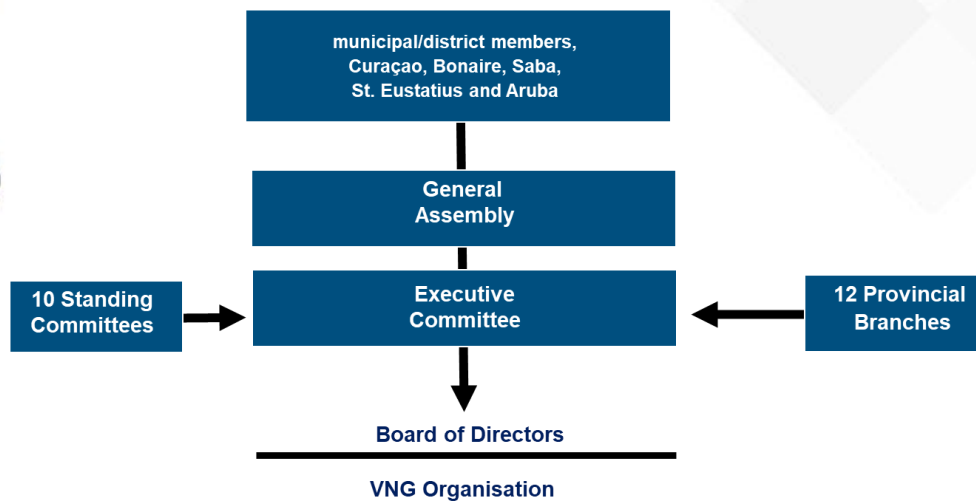 municipal/district members,
Curaçao, Bonaire, Saba,
St. Eustatius and Aruba
General
Assembly
10 Standing
Committees
Executive
Committee
12 Provincial
Branches
Board of Directors
VNG Organisation